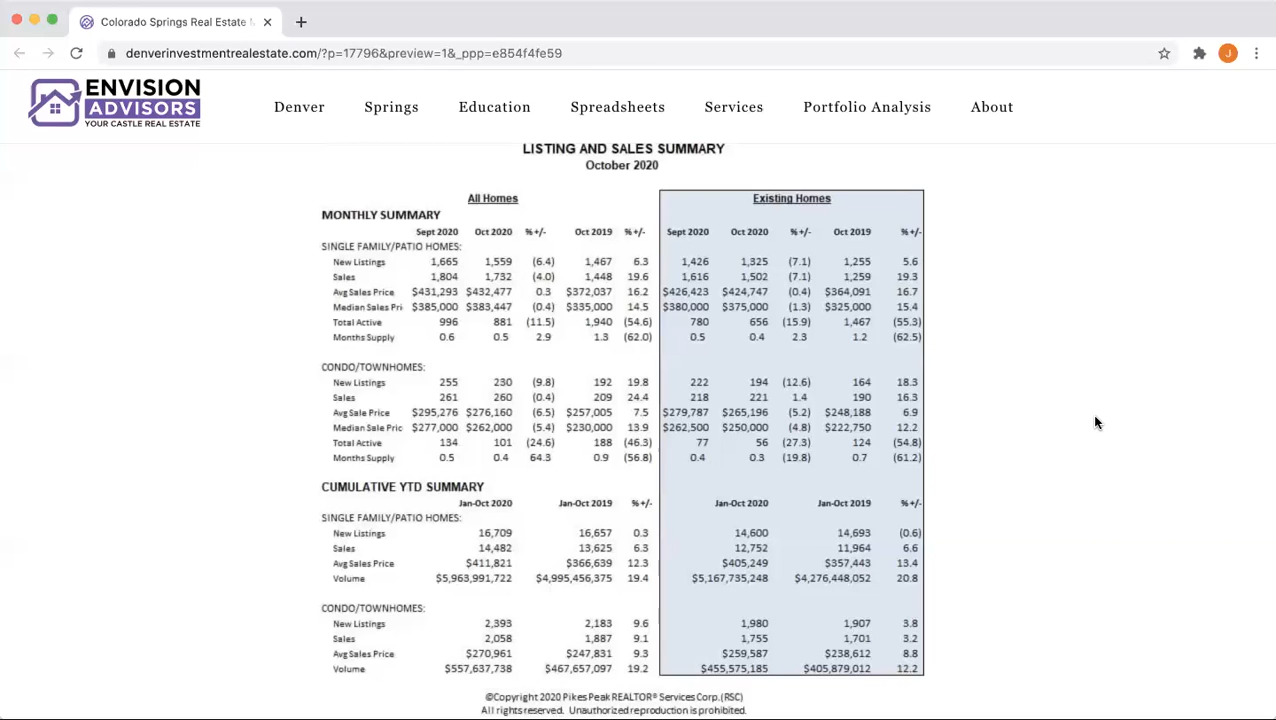 Colorado Springs Real Estate M
denverinvestmentrealestate.com/?p=17796&preview=1&_ppp=e854f4fe59
J
ENVISION
ADVISORS
YOUR CASTLE REAL ESTATE
Denver Springs Education Spreadsheets Services Portfolio Analysis About
LISTING AND SALES SUMMARY
October 2020
All Homes Existing Homes
MONTHLY SUMMARY
Sept 2020 Oct 2020 % +/- Oct 2019 % +/- Sept 2020 Oct 2020 % +/- Oct 2019 % +/-
SINGLE FAMILY/PATIO HOMES:
New Listings 1,665 1,559 (6.4) 1,467 6.3 1,426 1,325 (7.1) 1,255 5.6
Sales 1,804 1,732 (4.0) 1,448 19.6 1,616 1,502 (7.1) 1,259 19.3
Avg Sales Price $431,293 $432,477 0.3 $372,037 16.2 $426,423 $424,747 (0.4) $364,091 16.7
Median Sales Pri $385,000 $383,447 (0.4) $335,000 14.5 $380,000 $375,000 (1.3) $325,000 15.4
Total Active 996 881 (11.5) 1,940 (54.6) 780 656 (15.9) 1,467 (55.3)
Months Supply 0.6 0.5 2.9 1.3 (62.0) 0.5 0.4 2.3 1.2 (62.5)
CONDO/TOWNHOMES:
New Listings 255 230 (9.8) 192 19.8 222 194 (12.6) 164 18.3
Sales 261 260 (0.4) 209 24.4 218 221 1.4 190 16.3
Avg Sale Price $295,276 $276,160 (6.5) $257,005 7.5 $279,787 $265,196 (5.2) $248,188 6.9
Median Sale Pric $277,000 $262,000 (5.4) $230,000 13.9 $262,500 $250,000 (4.8) $222,750 12.2
Total Active 134 101 (24.6) 188 (46.3) 77 56 (27.3) 124 (54.8)
Months Supply 0.5 0.4 64.3 0.9 (56.8) 0.4 0.3 (19.8) 0.7 (61.2)
CUMULATIVE YTD SUMMARY
Jan-Oct 2020 Jan-Oct 2019 % +/- Jan-Oct 2020 Jan-Oct 2019 % +/-
SINGLE FAMILY/PATIO HOMES:
New Listings 16,709 16,657 0.3 14,600 14,693 (0.6)
Sales 14,482 13,625 6.3 12,752 11,964 6.6
Avg Sales Price $411,821 $366,639 12.3 $405,249 $357,443 13.4
Volume $5,963,991,722 $4,995,456,375 19.4 $5,167,735,248 $4,276,448,052 20.8
CONDO/TOWNHOMES:
New Listings 2,393 2,183 9.6 1,980 1,907 3.8
Sales 2,058 1,887 9.1 1,755 1,701 3.2
Avg Sales Price $270,961 $247,831 9.3 $259,587 $238,612 8.8
Volume $557,637,738 $467,657,097 19.2 $455,575,185 $405,879,012 12.2
©Copyright 2020 Pikes Peak REALTOR® Services Corp. (RSC)
All rights reserved. Unauthorized reproduction is prohibited.